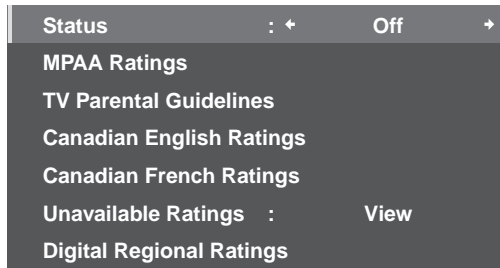 Status : ← Off →
MPAA Ratings
TV Parental Guidelines
Canadian English Ratings
Canadian French Ratings
Unavailable Ratings : View
Digital Regional Ratings